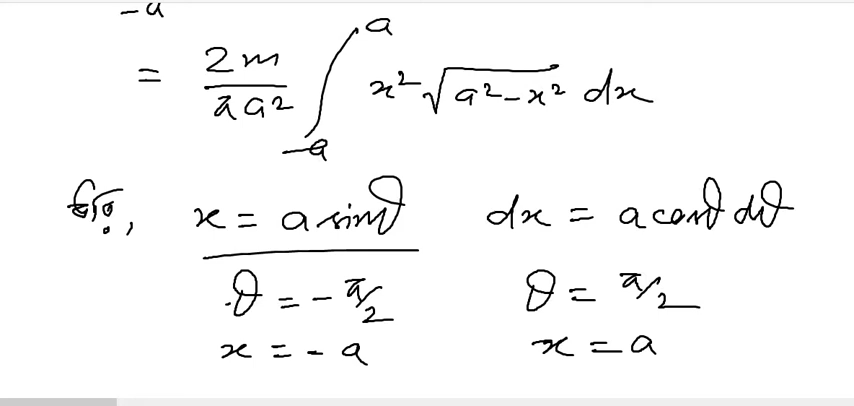 -a
= 2m/πa² ∫_{-a}^{a} x² √(a²-x²) dx
ধরি, x = a sinθ dx = a cosθ dθ
θ = -π/2 θ = π/2
x = -a x = a